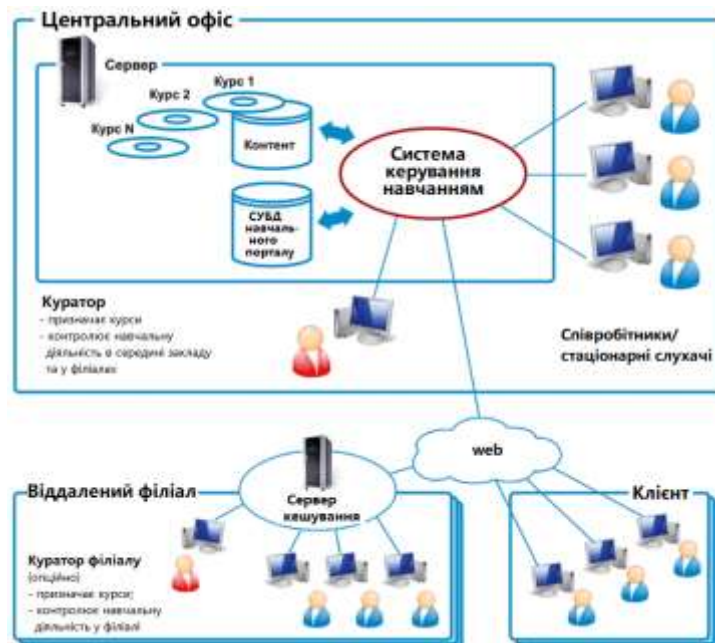 Центральний офіс
Сервер
Курс 1
Курс 2
Курс N
Контент
Система
керування
навчанням
СУБД
навчаль-
ного
порталу
Куратор
- призначає курси
- контролює навчальну
діяльність в середині закладу
та у філіалах
Співробітники/
стаціонарні слухачі
web
Віддалений філіал
Сервер
кешування
Клієнт
Куратор філіалу
(опційно)
- призначає курси;
- контролює навчальну
діяльність у філіалі